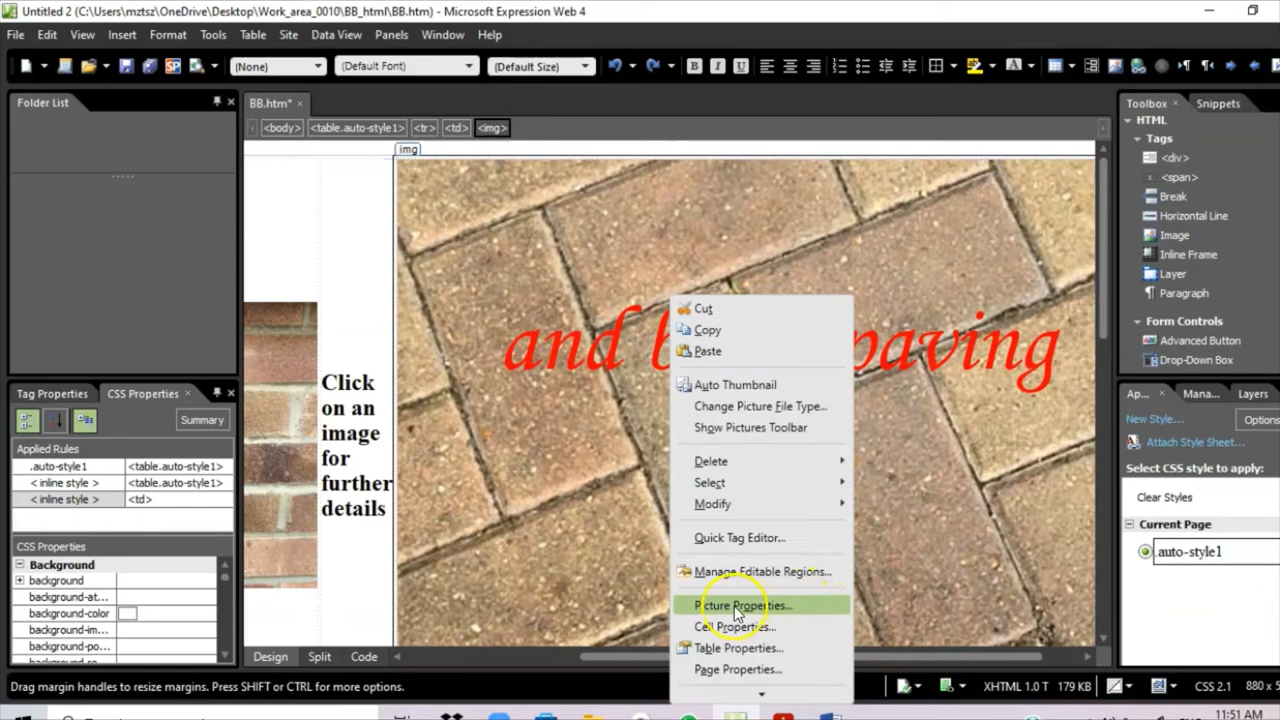 Untitled 2 (C:\Users\mztsz\OneDrive\Desktop\Work_area_0010\BB_html\BB.htm) - Microsoft Expression Web 4
File Edit View Insert Format Tools Table Site Data View Panels Window Help
(None) (Default Font) (Default Size) B I U A
Folder List
BB.htm*
<body> <table.auto-style1> <tr> <td> <img>
img
Click
on an
image
for
further
details
and b paving
Cut
Copy
Paste
Auto Thumbnail
Change Picture File Type...
Show Pictures Toolbar
Delete
Select
Modify
Quick Tag Editor...
Manage Editable Regions...
Picture Properties...
Cell Properties...
Table Properties...
Page Properties...
Toolbox Snippets
HTML
Tags
<div>
<span>
Break
Horizontal Line
Image
Inline Frame
Layer
Paragraph
Form Controls
Advanced Button
Drop-Down Box
Tag Properties CSS Properties
Summary
Applied Rules
.auto-style1 <table.auto-style1>
< inline style > <table.auto-style1>
< inline style > <td>
CSS Properties
Background
background
background-at...
background-color
background-im...
background-po...
Ap... Mana... Layers
New Style... Options
Attach Style Sheet...
Select CSS style to apply:
Clear Styles
Current Page
.auto-style1
Design Split Code
Drag margin handles to resize margins. Press SHIFT or CTRL for more options.
XHTML 1.0 T 179 KB CSS 2.1 880 x 5
ENG 11:51 AM